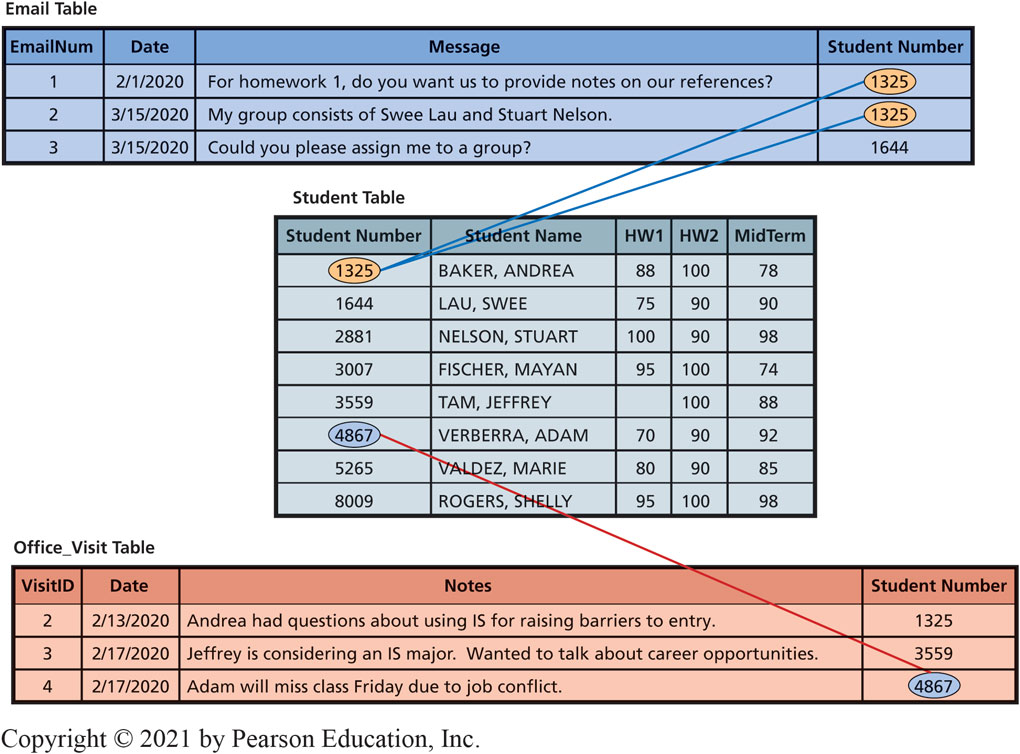 Email Table
EmailNum Date Message Student Number
1 2/1/2020 For homework 1, do you want us to provide notes on our references? 1325
2 3/15/2020 My group consists of Swee Lau and Stuart Nelson. 1325
3 3/15/2020 Could you please assign me to a group? 1644
Student Table
Student Number Student Name HW1 HW2 MidTerm
1325 BAKER, ANDREA 88 100 78
1644 LAU, SWEE 75 90 90
2881 NELSON, STUART 100 90 98
3007 FISCHER, MAYAN 95 100 74
3559 TAM, JEFFREY 100 88
4867 VERBERRA, ADAM 70 90 92
5265 VALDEZ, MARIE 80 90 85
8009 ROGERS, SHELLY 95 100 98
Office_Visit Table
VisitID Date Notes Student Number
2 2/13/2020 Andrea had questions about using IS for raising barriers to entry. 1325
3 2/17/2020 Jeffrey is considering an IS major. Wanted to talk about career opportunities. 3559
4 2/17/2020 Adam will miss class Friday due to job conflict. 4867
Copyright © 2021 by Pearson Education, Inc.